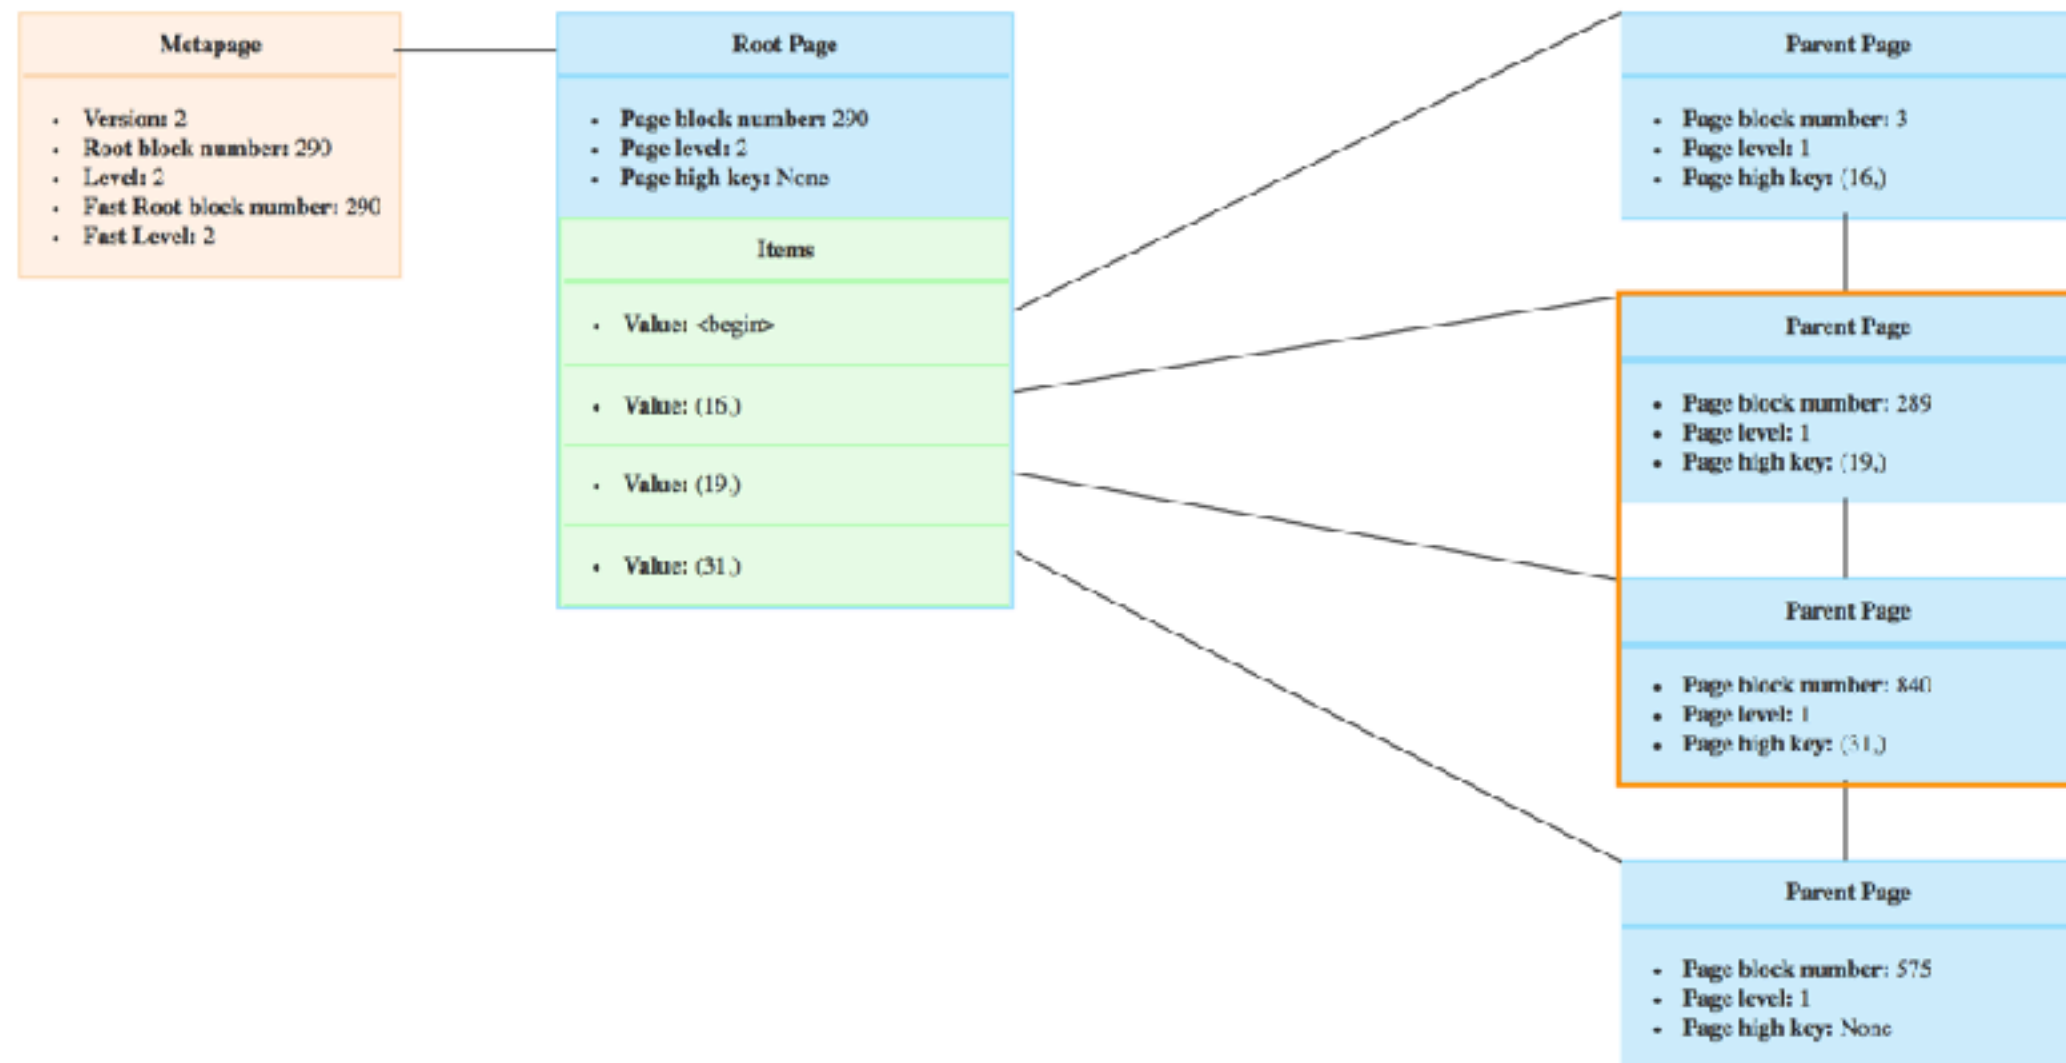 Metapage
• Version: 2
• Root block number: 290
• Level: 2
• Fast Root block number: 290
• Fast Level: 2
Root Page
• Page block number: 290
• Page level: 2
• Page high key: None
Items
• Value: <begin>
• Value: (16,)
• Value: (19,)
• Value: (31,)
Parent Page
• Page block number: 3
• Page level: 1
• Page high key: (16,)
Parent Page
• Page block number: 289
• Page level: 1
• Page high key: (19,)
Parent Page
• Page block number: 840
• Page level: 1
• Page high key: (31,)
Parent Page
• Page block number: 575
• Page level: 1
• Page high key: None